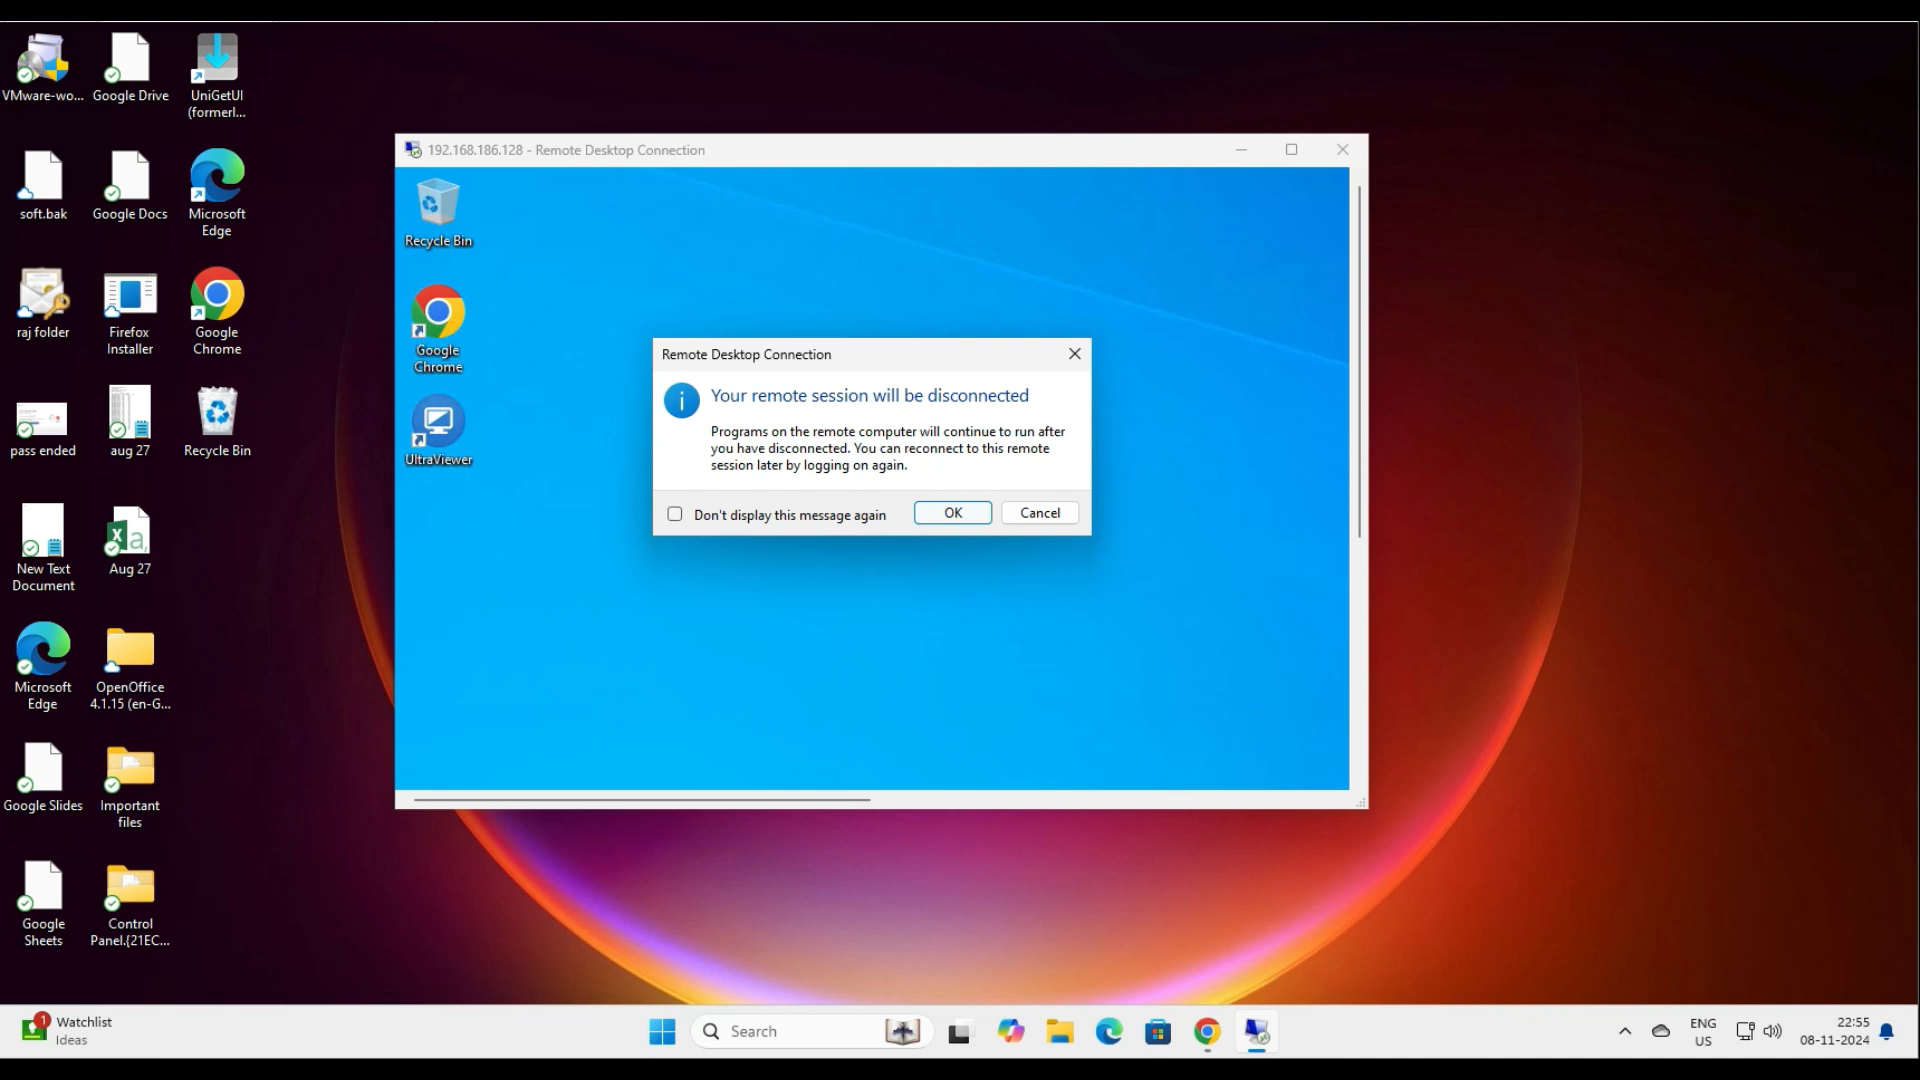 VMware-wo...
Google Drive
UniGetUI
(formerl...
soft.bak
Google Docs
Microsoft
Edge
raj folder
Firefox
Installer
Google
Chrome
pass ended
aug 27
Recycle Bin
New Text
Document
Aug 27
Microsoft
Edge
OpenOffice
4.1.15 (en-G...
Google Slides
Important
files
Google
Sheets
Control
Panel.{21EC...
192.168.186.128 - Remote Desktop Connection
Recycle Bin
Google
Chrome
UltraViewer
Remote Desktop Connection
Your remote session will be disconnected
Programs on the remote computer will continue to run after
you have disconnected. You can reconnect to this remote
session later by logging on again.
Don't display this message again
OK
Cancel
1
Watchlist
Ideas
Search
ENG
US
22:55
08-11-2024